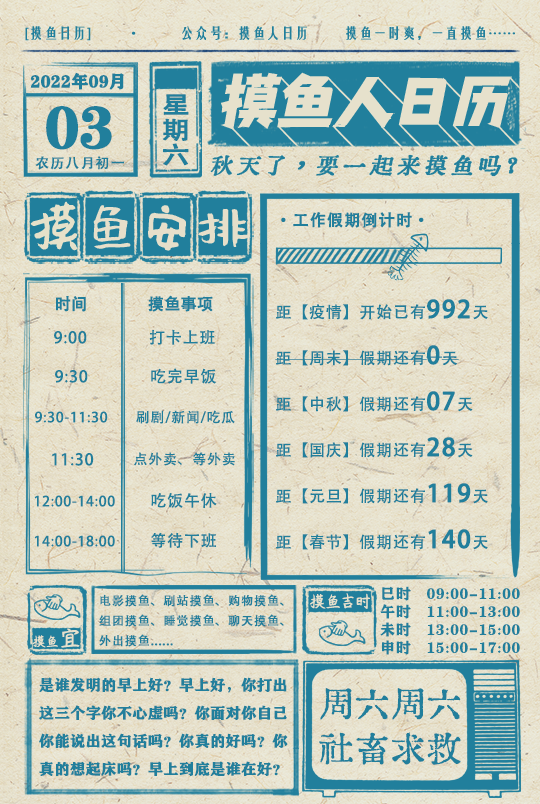 [摸鱼日历] · 公众号：摸鱼人日历 摸鱼一时爽，一直摸鱼······
2022年09月
03
农历八月初一
星期六
摸鱼人日历
秋天了，要一起来摸鱼吗？
摸鱼安排
时间 摸鱼事项
9:00 打卡上班
9:30 吃完早饭
9:30-11:30 刷剧/新闻/吃瓜
11:30 点外卖、等外卖
12:00-14:00 吃饭午休
14:00-18:00 等待下班
·工作假期倒计时·
距【疫情】开始已有992天
距【周末】假期还有0天
距【中秋】假期还有07天
距【国庆】假期还有28天
距【元旦】假期还有119天
距【春节】假期还有140天
摸鱼宜
电影摸鱼、刷站摸鱼、购物摸鱼、
组团摸鱼、睡觉摸鱼、聊天摸鱼、
外出摸鱼......
摸鱼吉时
巳时 09:00-11:00
午时 11:00-13:00
未时 13:00-15:00
申时 15:00-17:00
是谁发明的早上好？早上好，你打出
这三个字你不心虚吗？你面对你自己
你能说出这句话吗？你真的好吗？你
真的想起床吗？早上到底是谁在好？
周六周六
社畜求救